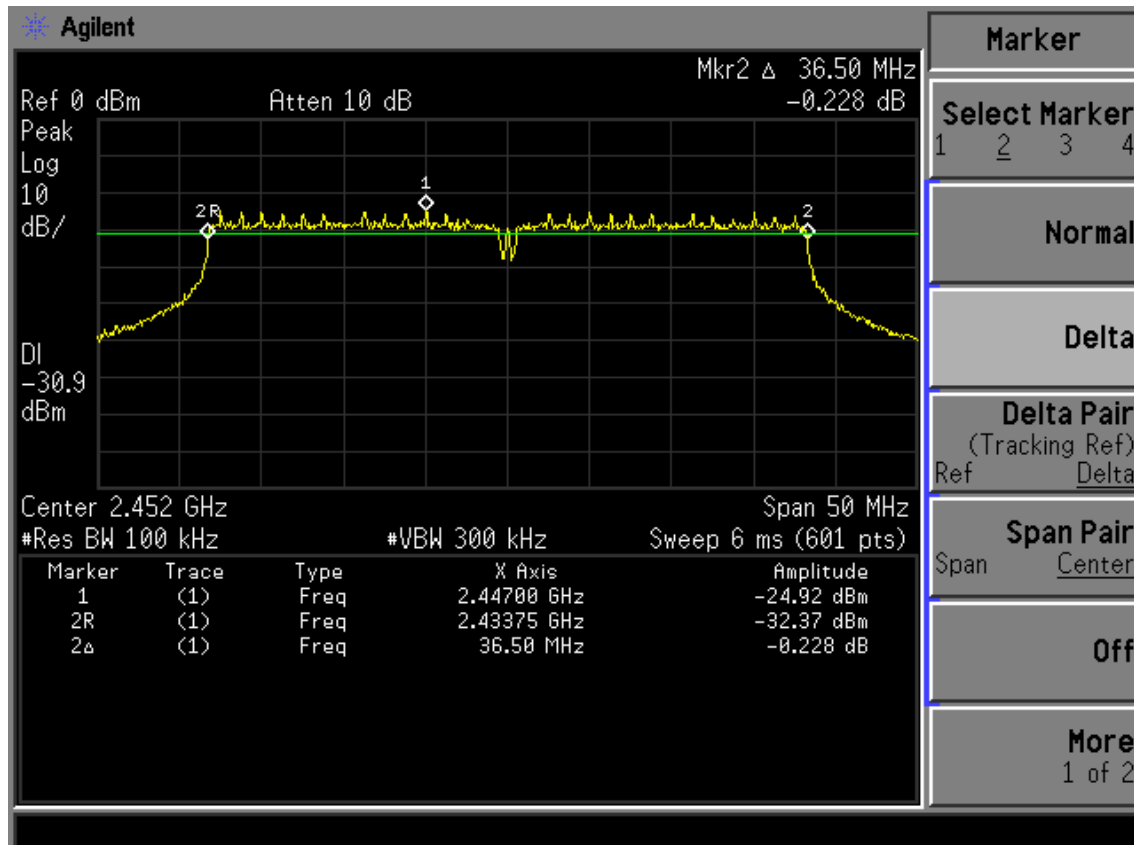 Agilent
Mkr2 Δ 36.50 MHz
Ref 0 dBm Atten 10 dB -0.228 dB
Peak
Log
10
dB/
1
2R
2
DI
-30.9
dBm
Center 2.452 GHz Span 50 MHz
#Res BW 100 kHz #VBW 300 kHz Sweep 6 ms (601 pts)
Marker Trace Type X Axis Amplitude
1 (1) Freq 2.44700 GHz -24.92 dBm
2R (1) Freq 2.43375 GHz -32.37 dBm
2Δ (1) Freq 36.50 MHz -0.228 dB
Marker
Select Marker
1 2 3 4
Normal
Delta
Delta Pair
(Tracking Ref)
Ref Delta
Span Pair
Span Center
Off
More
1 of 2